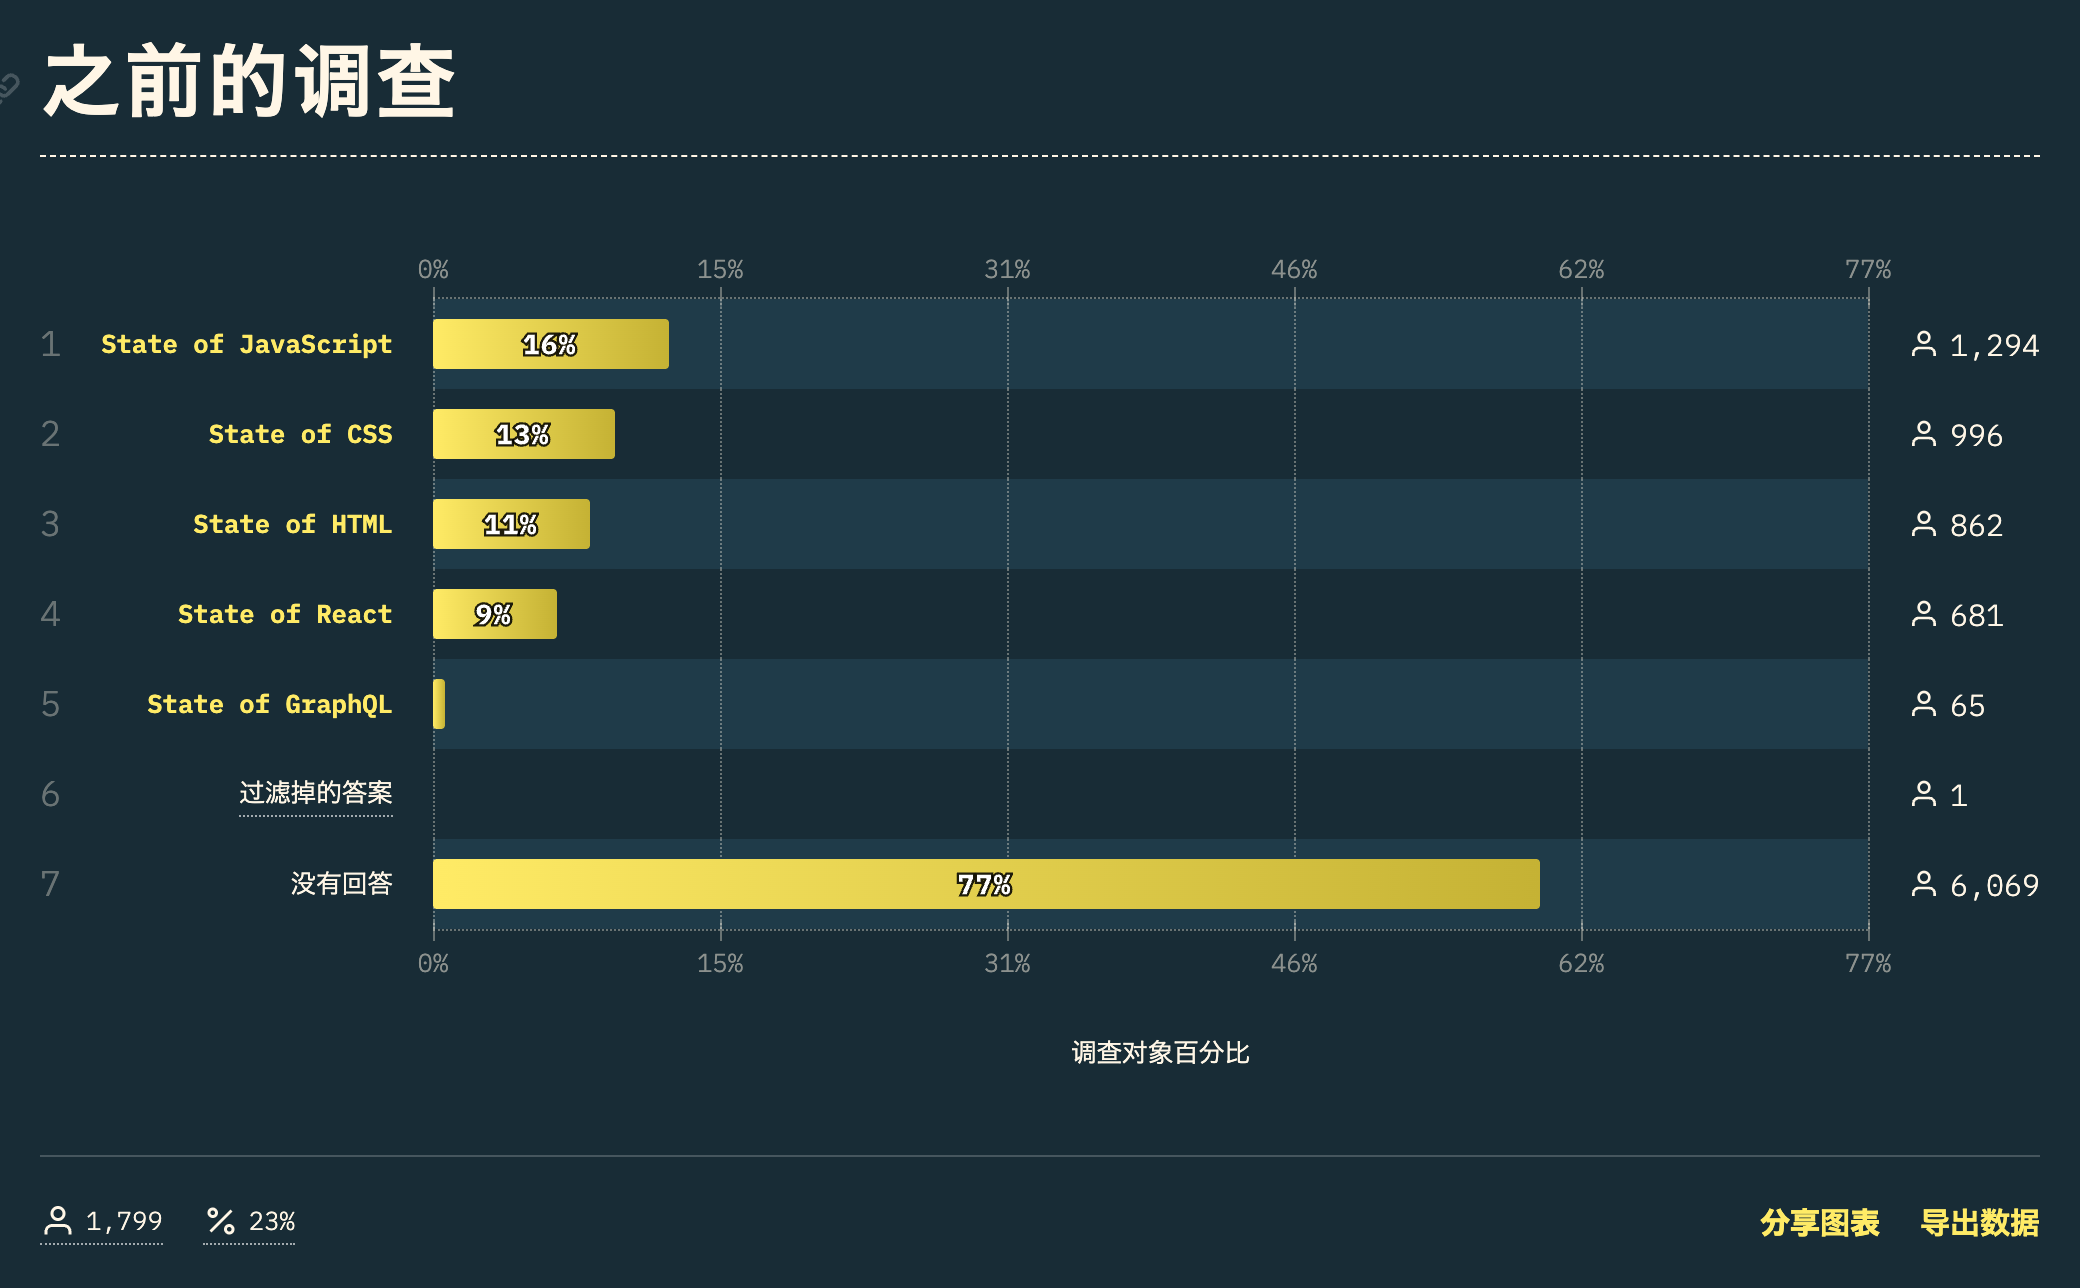 之前的调查
0% 15% 31% 46% 62% 77%
1 State of JavaScript 16% 1,294
2 State of CSS 13% 996
3 State of HTML 11% 862
4 State of React 9% 681
5 State of GraphQL 65
6 过滤掉的答案 1
7 没有回答 77% 6,069
0% 15% 31% 46% 62% 77%
调查对象百分比
1,799 % 23% 分享图表 导出数据